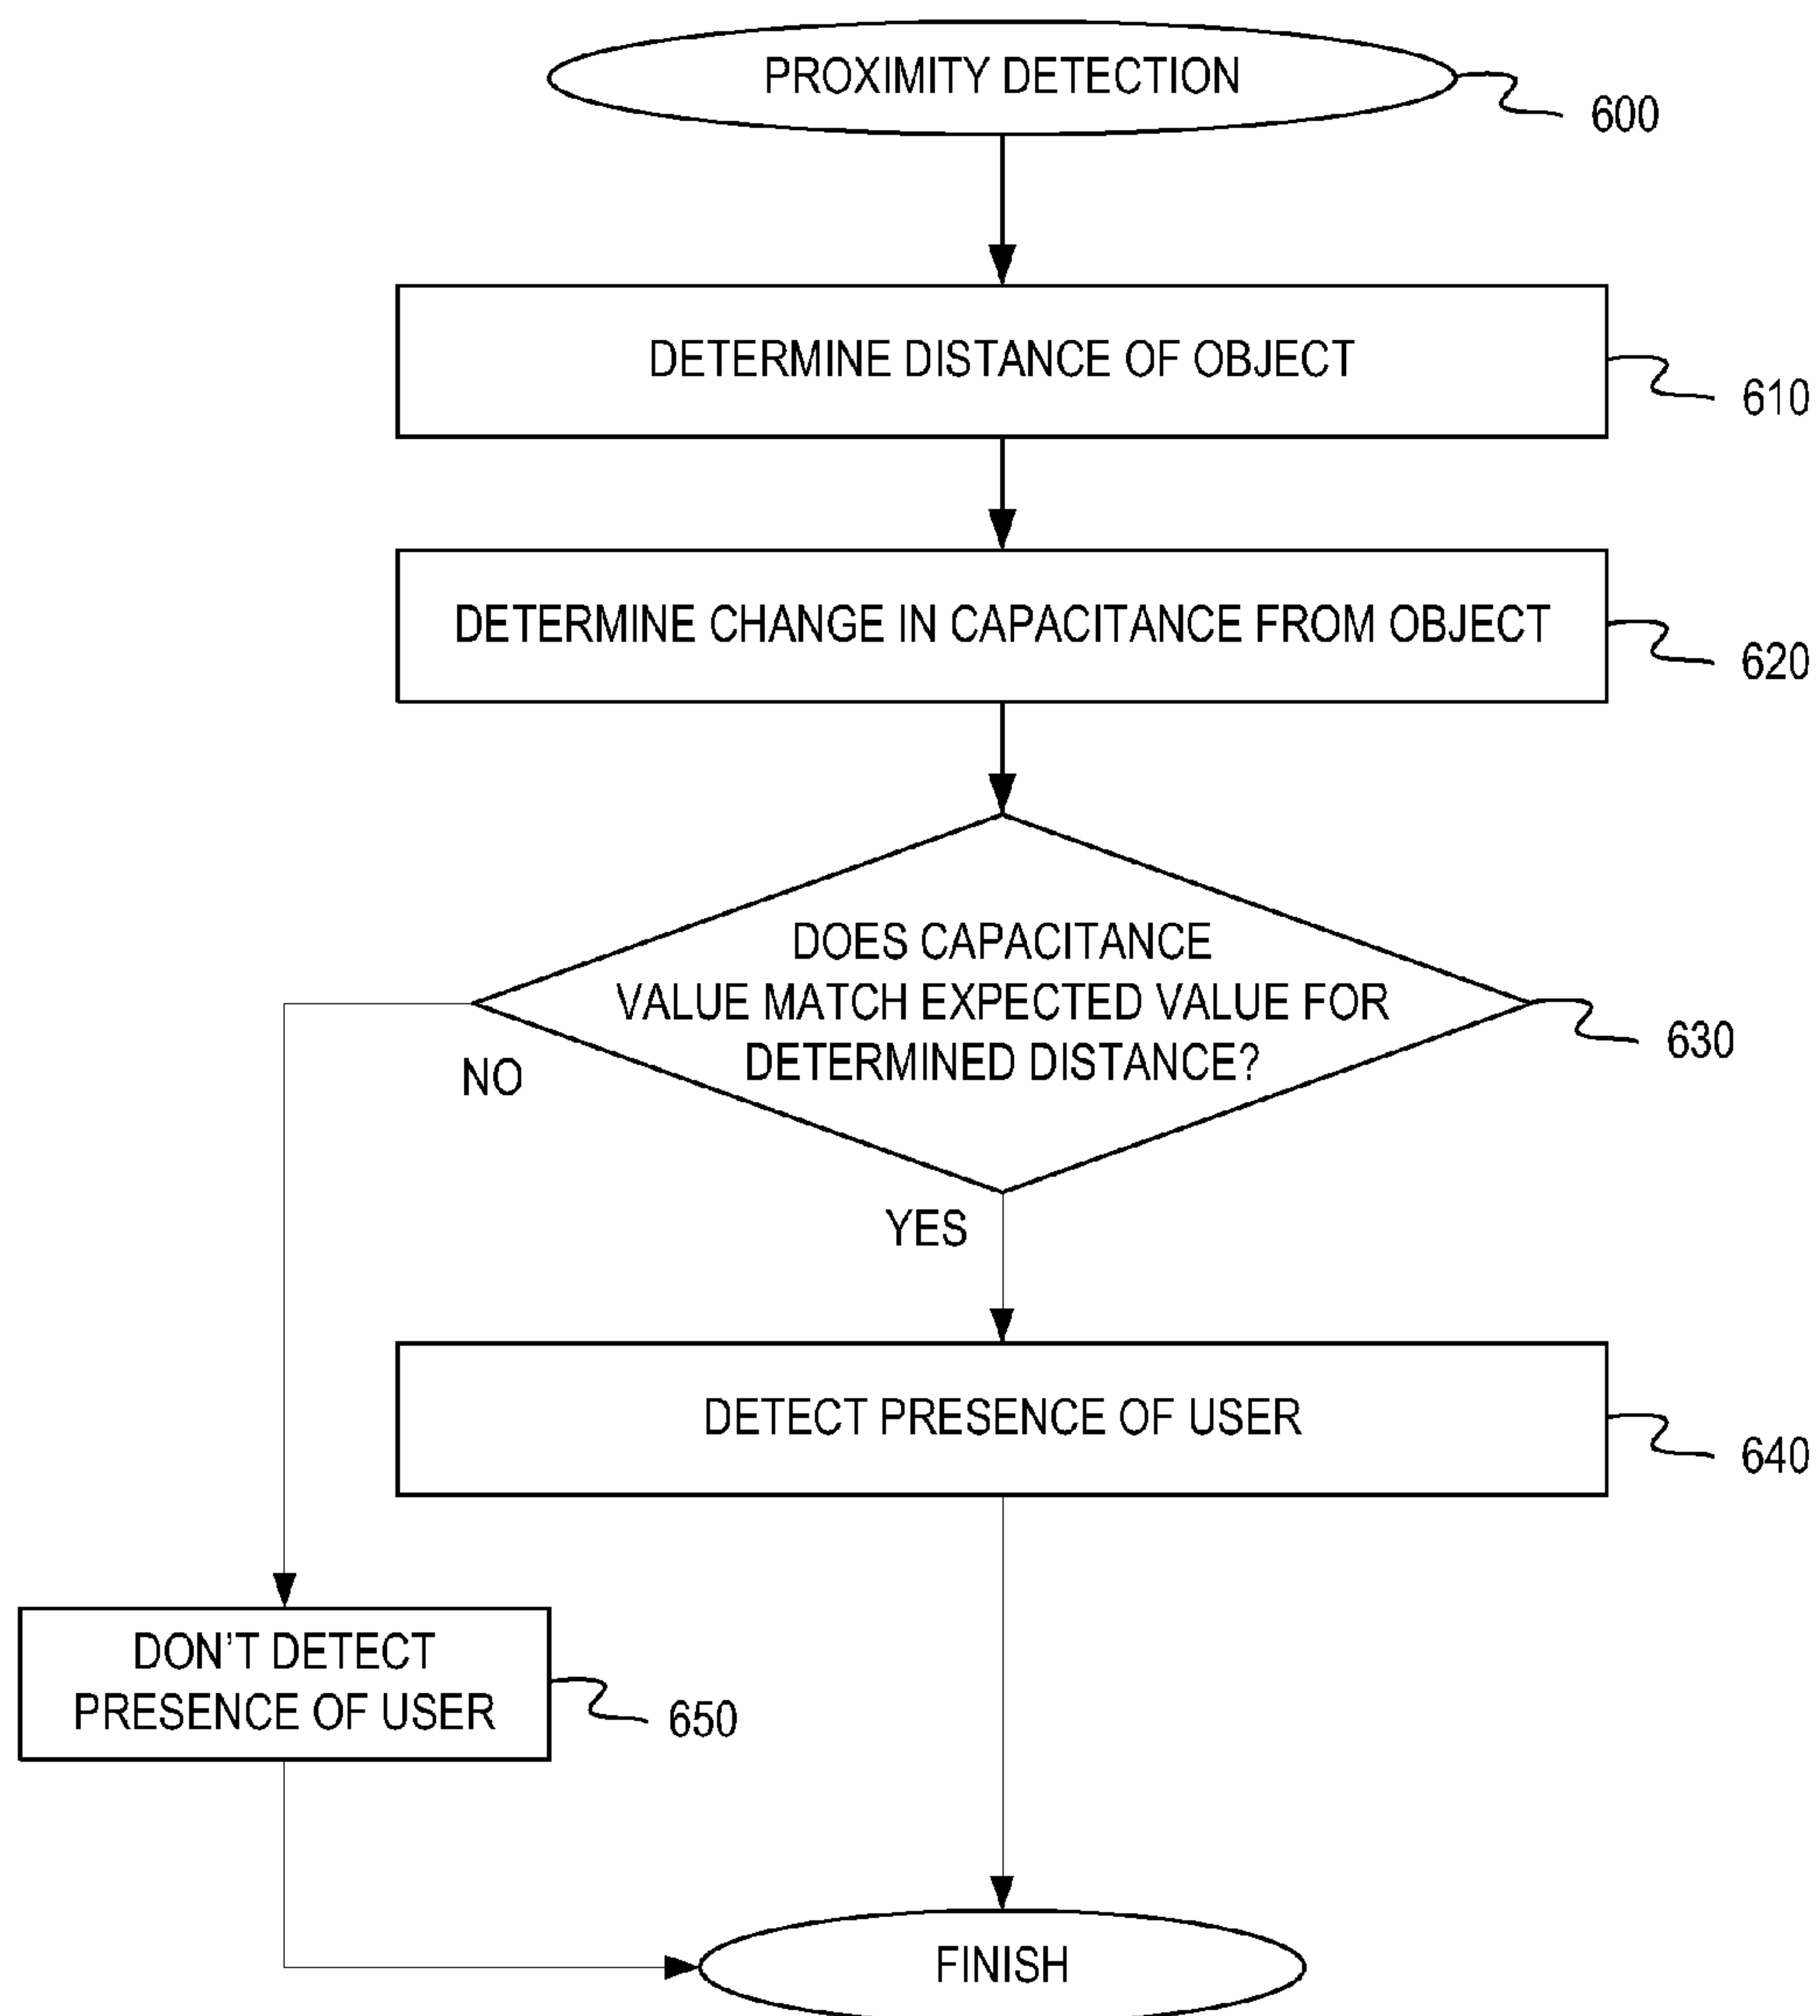 PROXIMITY DETECTION
600
DETERMINE DISTANCE OF OBJECT
610
DETERMINE CHANGE IN CAPACITANCE FROM OBJECT
620
DOES CAPACITANCE
VALUE MATCH EXPECTED VALUE FOR
DETERMINED DISTANCE?
630
NO
YES
DETECT PRESENCE OF USER
640
DON'T DETECT
PRESENCE OF USER
650
FINISH